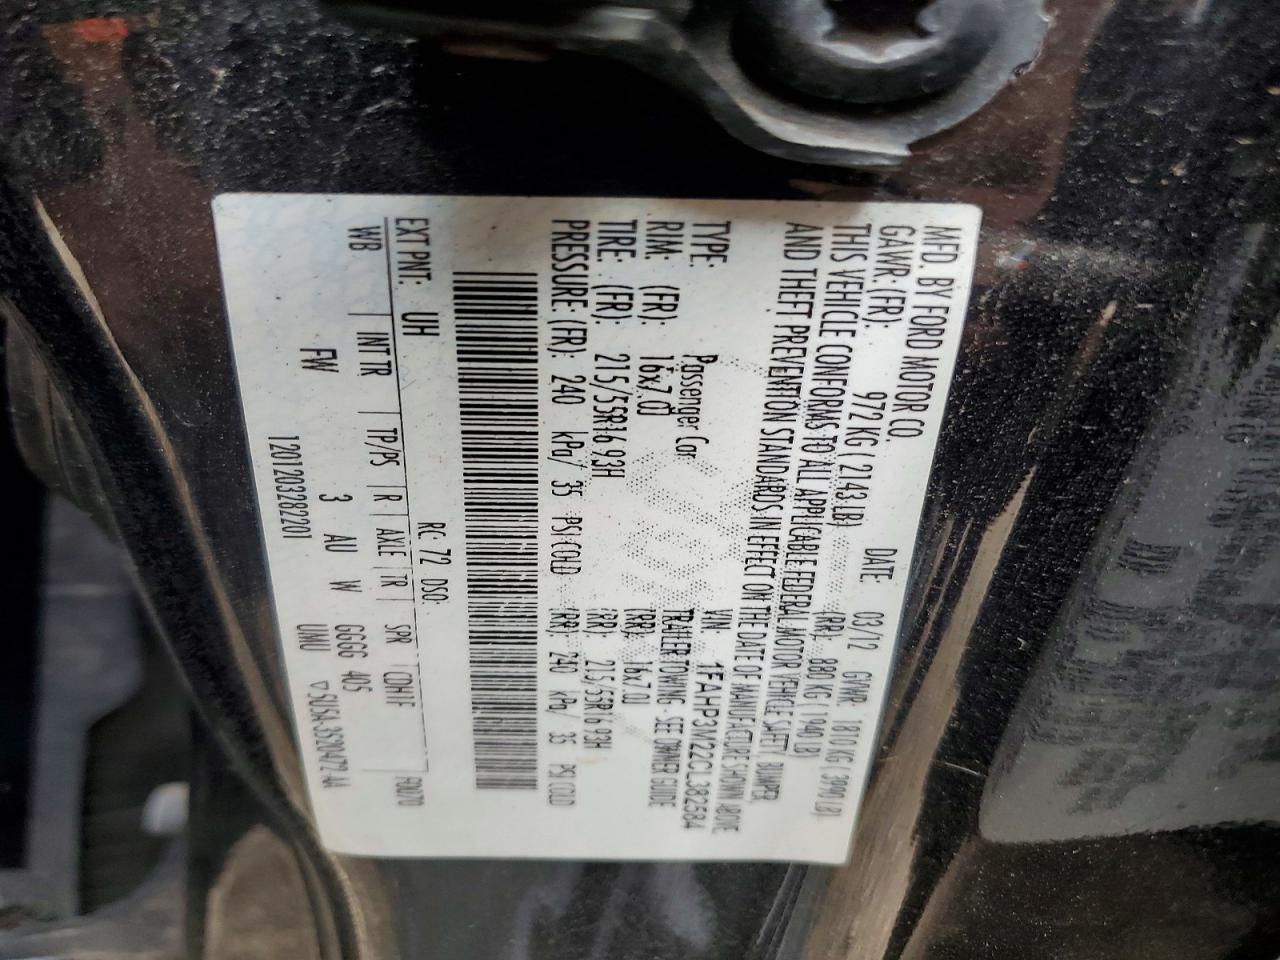 MFD. BY FORD MOTOR CO.
DATE: 03/12 GVWR: 1810 KG ( 3990 LB)
GAWR: (FR): 972 KG ( 2143 LB) (RR): 880 KG ( 1940 LB)
THIS VEHICLE CONFORMS TO ALL APPLICABLE FEDERAL MOTOR VEHICLE SAFETY, BUMPER,
AND THEFT PREVENTION STANDARDS IN EFFECT ON THE DATE OF MANUFACTURE SHOWN ABOVE.
VIN: 1FAHP3N22CL382584
TYPE: Passenger Car TRAILER TOWING - SEE OWNER GUIDE
RIM: (FR): 16x7.0J (RR): 16x7.0J
TIRE: (FR): 215/55R16 93H (RR): 215/55R16 93H
PRESSURE (FR): 240 kPa/ 35 PSI COLD (RR): 240 kPa/ 35 PSI COLD
EXT PNT: UH RC: 72 DSO:
WB INT TR TP/PS R AXLE TR SPR 70A070
FW 3 AU W GGGG 405
1201203282201 UMU